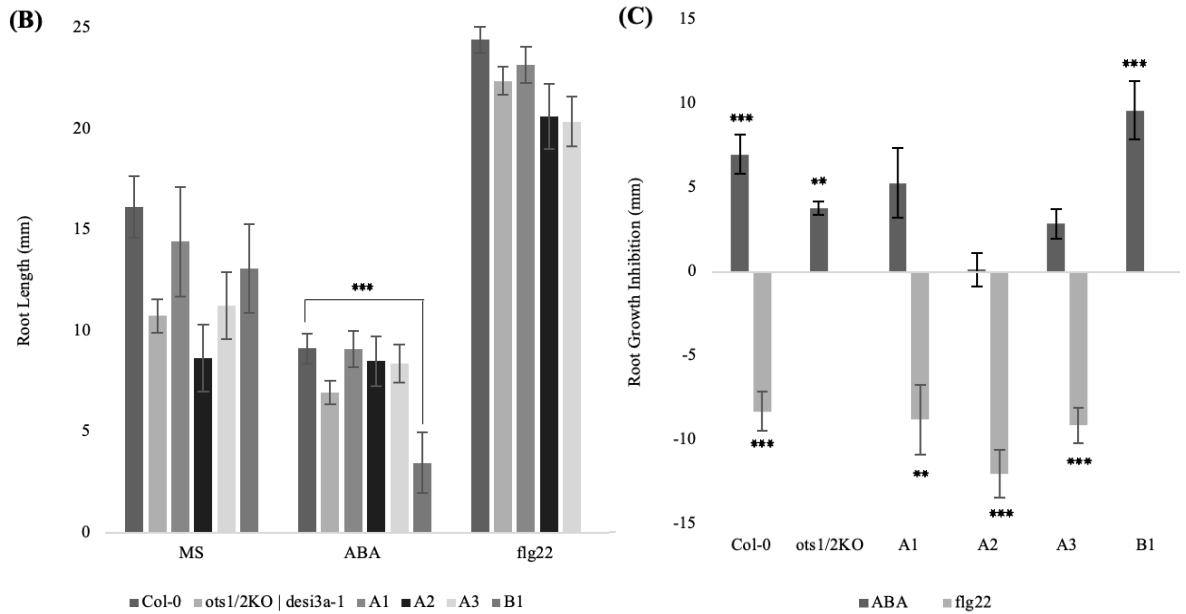 (B)
Root Length (mm)
25
20
15
10
5
0
***
MS ABA flg22
Col-0 ots1/2KO | desi3a-1 A1 A2 A3 B1
(C)
Root Growth Inhibition (mm)
15
10
5
0
-5
-10
-15
***
**
***
***
**
***
***
Col-0 ots1/2KO A1 A2 A3 B1
ABA flg22